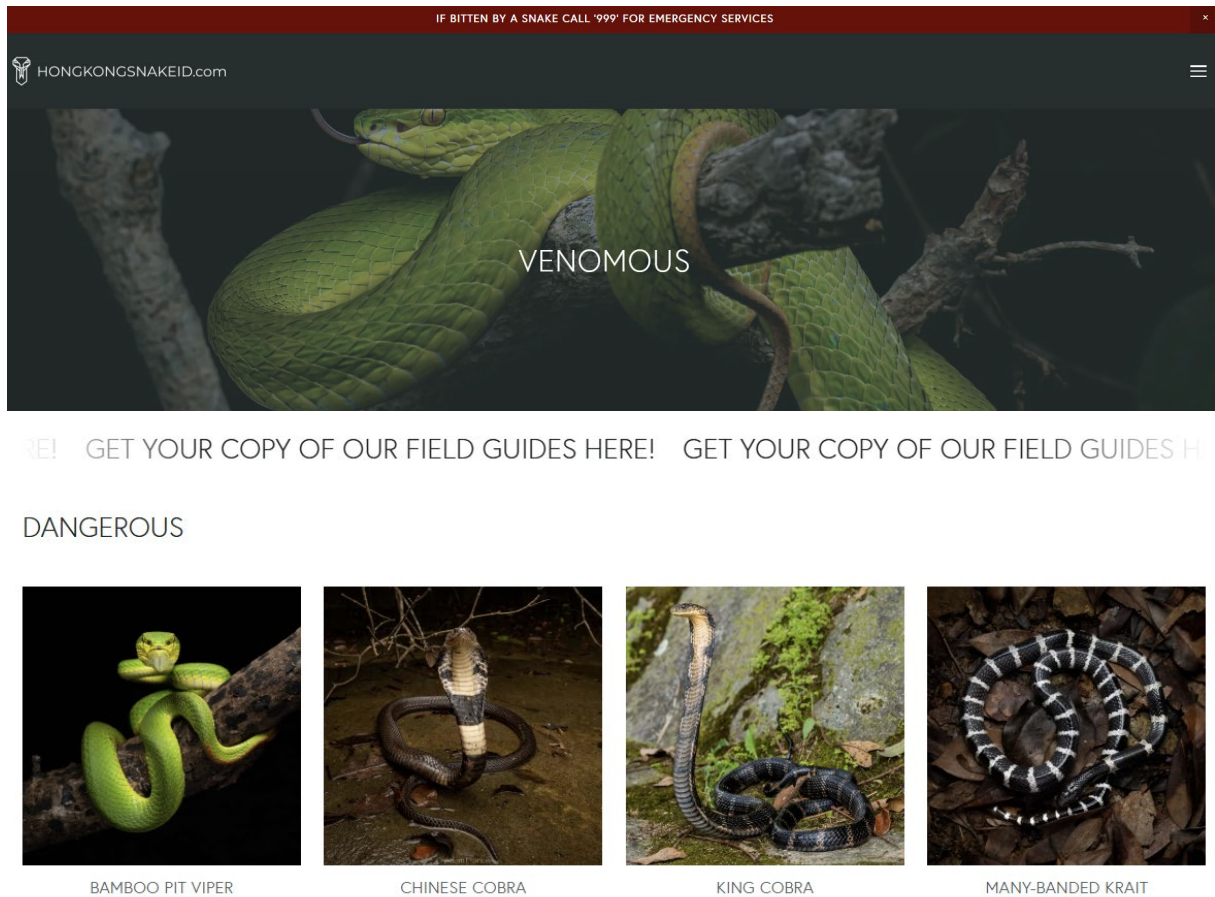 IF BITTEN BY A SNAKE CALL '999' FOR EMERGENCY SERVICES
×
HONGKONGSNAKEID.com
VENOMOUS
RE! GET YOUR COPY OF OUR FIELD GUIDES HERE! GET YOUR COPY OF OUR FIELD GUIDES H
DANGEROUS
BAMBOO PIT VIPER
CHINESE COBRA
KING COBRA
MANY-BANDED KRAIT